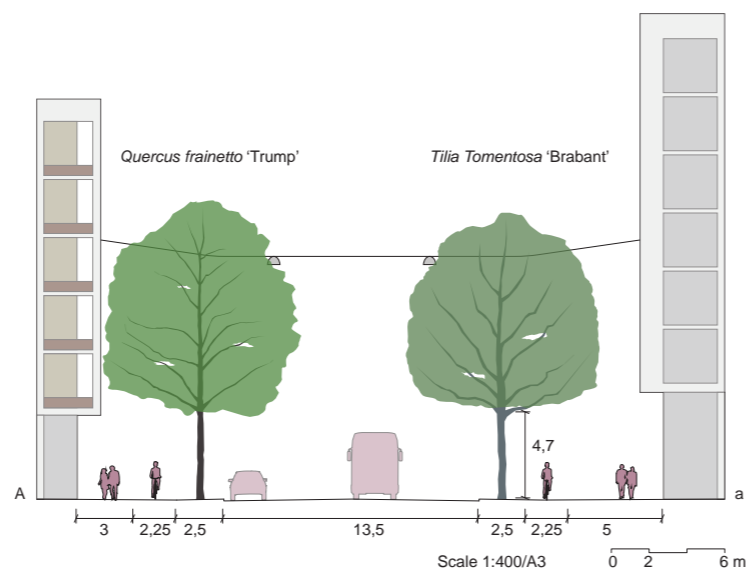 Quercus frainetto ‘Trump’ Tilia Tomentosa ‘Brabant’
4,7
A a
3 2,25 2,5 13,5 2,5 2,25 5
Scale 1:400/A3 0 2 6 m